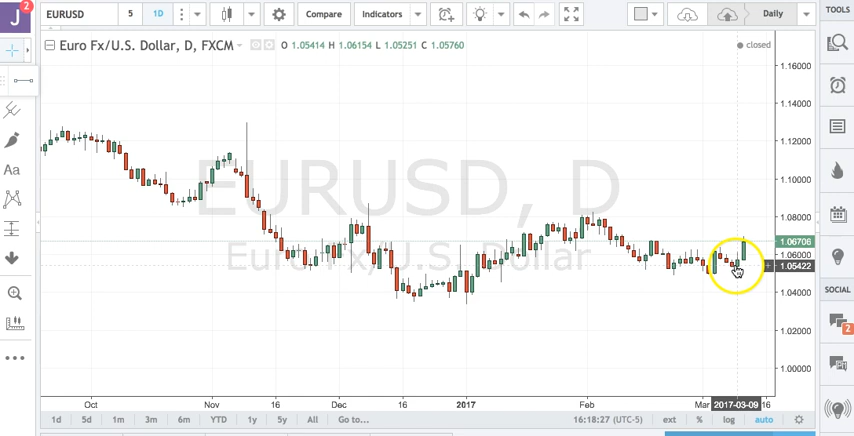 J
2
EURUSD 5 1D Compare Indicators Daily
TOOLS
Euro Fx/U.S. Dollar, D, FXCM O 1.05414 H 1.06154 L 1.05251 C 1.05760
closed
EURUSD, D
Euro Fx/U.S. Dollar
1.16000
1.14000
1.12000
1.10000
1.08000
1.06706
1.06000
1.05422
1.04000
1.02000
1.00000
Aa
SOCIAL
2
Oct Nov Dec 16 2017 16 Feb Mar 2017-03-09 16
1d 5d 1m 3m 6m YTD 1y 5y All Go to... 16:18:27 (UTC-5) ext % log auto